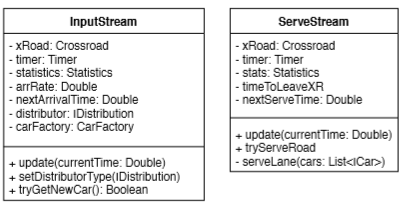 InputStream
- xRoad: Crossroad
- timer: Timer
- statistics: Statistics
- arrRate: Double
- nextArrivalTime: Double
- distributor: IDistribution
- carFactory: CarFactory
+ update(currentTime: Double)
+ setDistributorType(IDistribution)
+ tryGetNewCar(): Boolean
ServeStream
- xRoad: Crossroad
- timer: Timer
- stats: Statistics
- timeToLeaveXR
- nextServeTime: Double
+ update(currentTime: Double)
+ tryServeRoad
- serveLane(cars: List<ICar>)